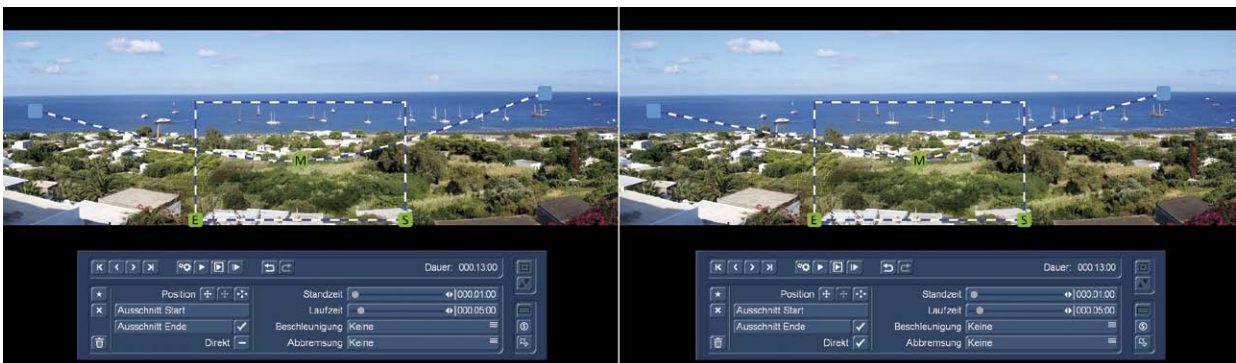 M
E
S
Dauer: 000.13:00
Position
Standzeit 000.01:00
Ausschnitt Start
Laufzeit 000.05:00
Ausschnitt Ende
Beschleunigung Keine
Direkt
Abbremsung Keine
M
E
S
Dauer: 000.13:00
Position
Standzeit 000.01:00
Ausschnitt Start
Laufzeit 000.05:00
Ausschnitt Ende
Beschleunigung Keine
Direkt
Abbremsung Keine